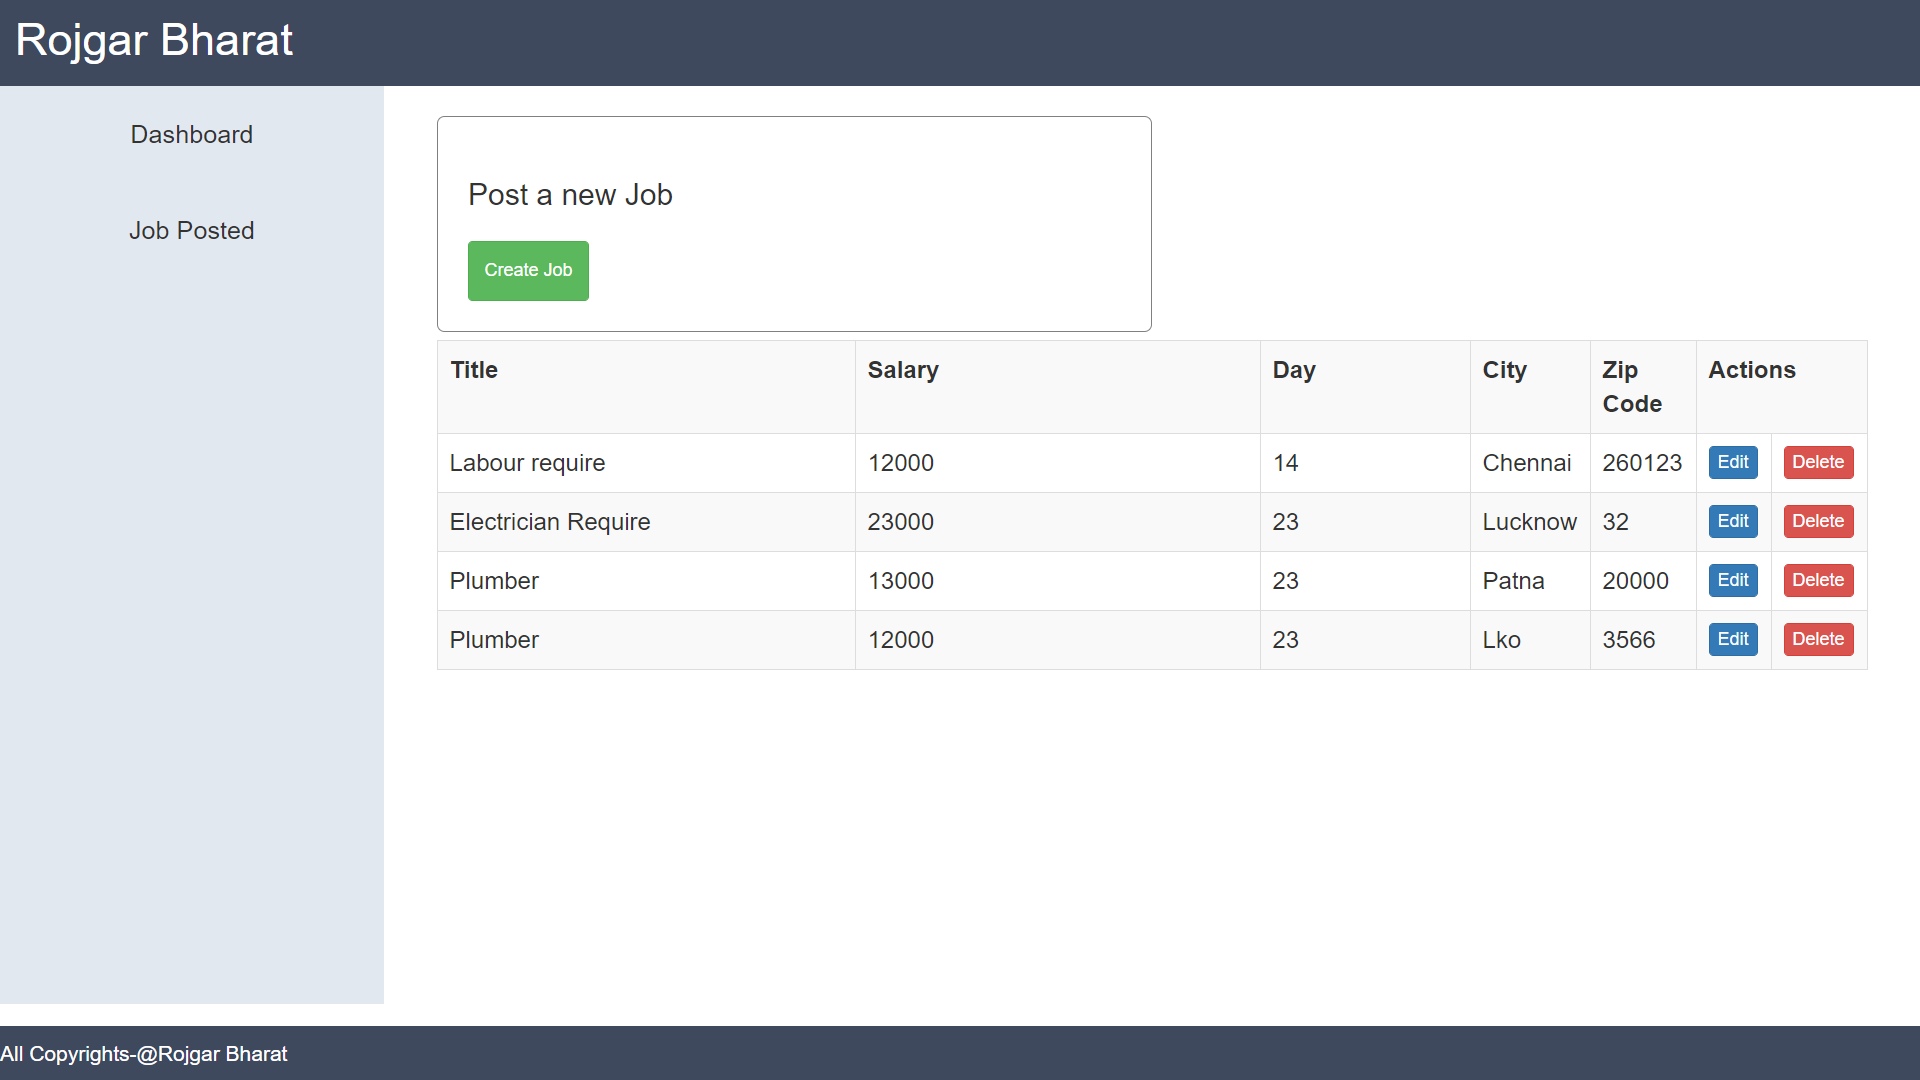 Rojgar Bharat
Dashboard
Job Posted
Post a new Job
Create Job
Title Salary Day City Zip Code Actions
Labour require 12000 14 Chennai 260123 Edit Delete
Electrician Require 23000 23 Lucknow 32 Edit Delete
Plumber 13000 23 Patna 20000 Edit Delete
Plumber 12000 23 Lko 3566 Edit Delete
All Copyrights-@Rojgar Bharat